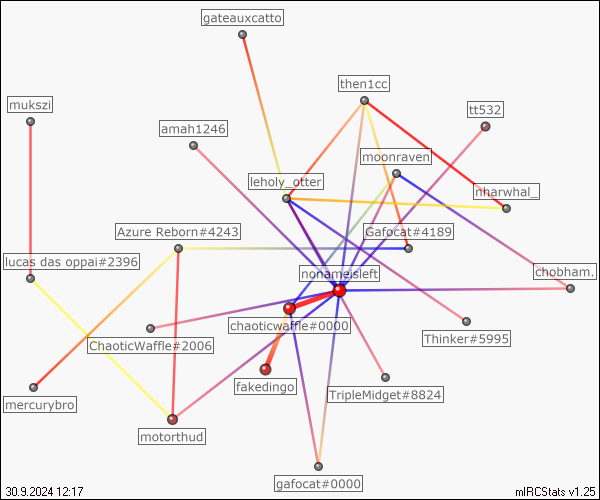 gateauxcatto
then1cc
mukszi
tt532
amah1246
moonraven
leholy_otter
nharwhal_
Azure Reborn#4243
Gafocat#4189
lucas das oppai#2396
nonameisleft
chobham.
chaoticwaffle#0000
ChaoticWaffle#2006
Thinker#5995
fakedingo
TripleMidget#8824
mercurybro
motorthud
gafocat#0000
30.9.2024 12:17
mIRCStats v1.25